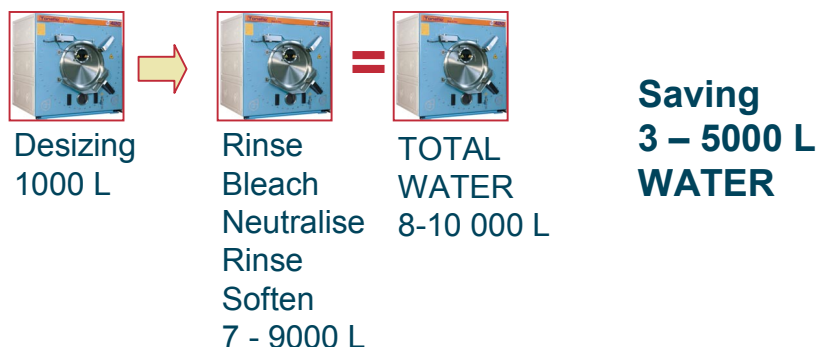 Desizing
1000 L
Rinse
Bleach
Neutralise
Rinse
Soften
7 - 9000 L
TOTAL
WATER
8-10 000 L
Saving
3 – 5000 L
WATER